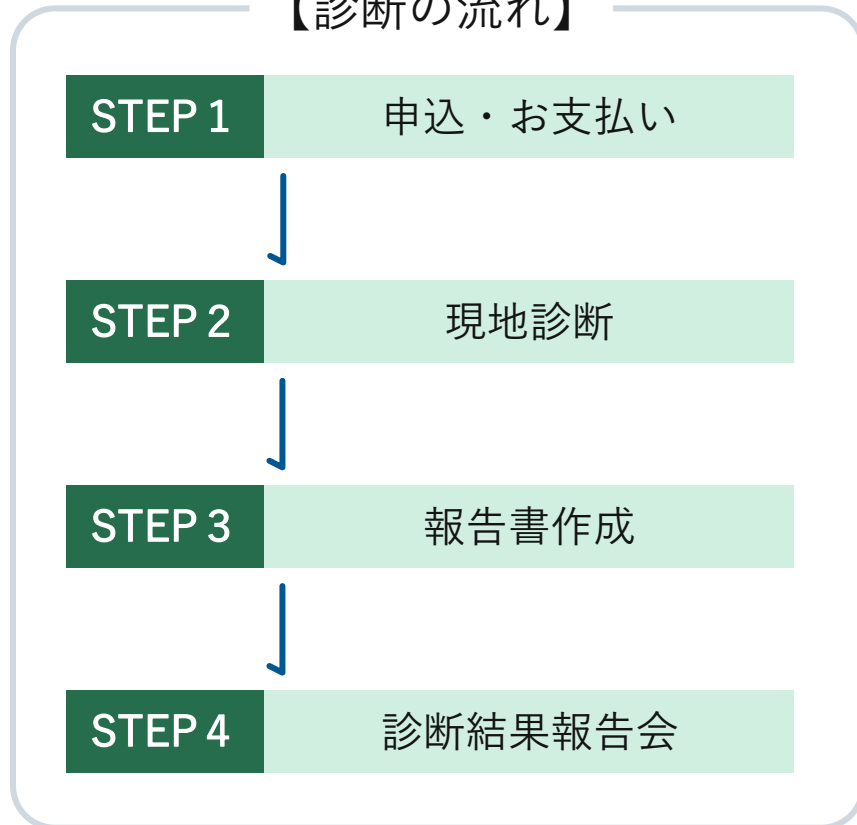 【診断の流れ】
STEP 1 申込・お支払い
STEP 2 現地診断
STEP 3 報告書作成
STEP 4 診断結果報告会